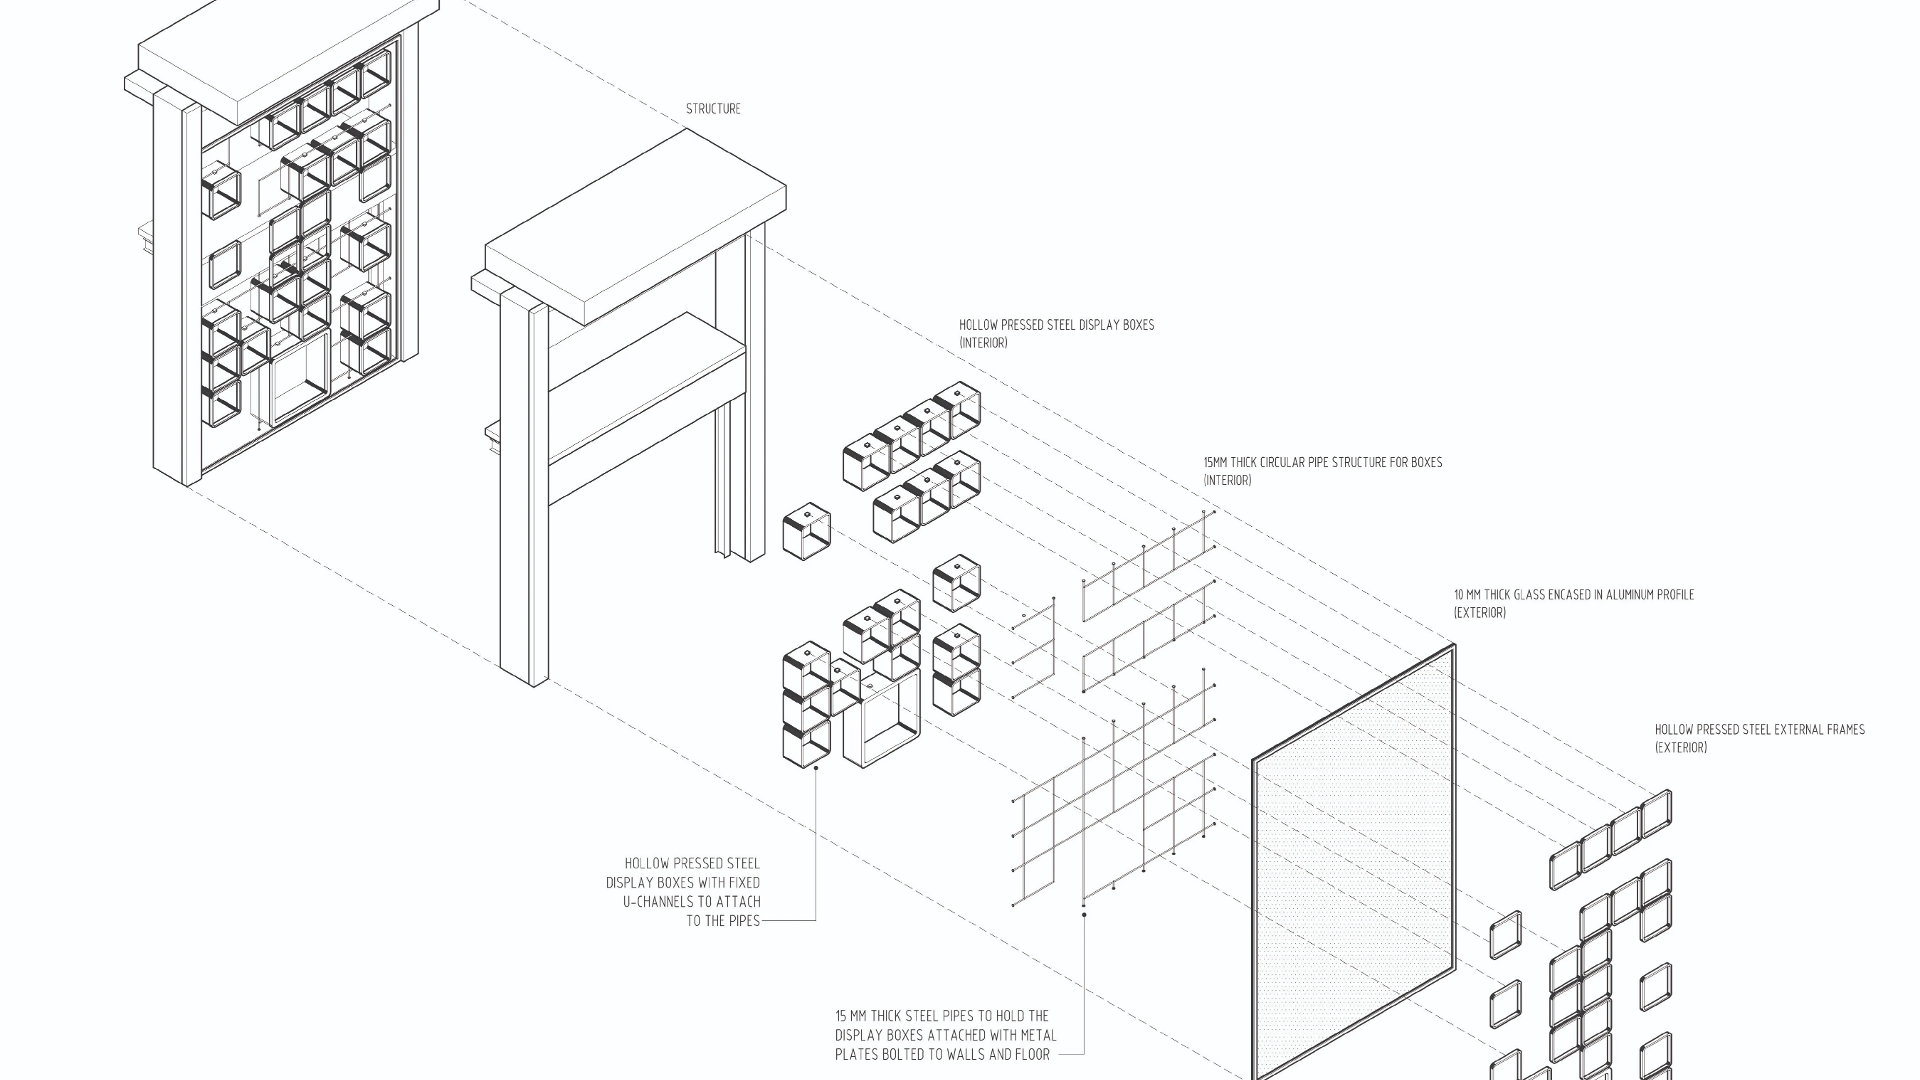 STRUCTURE
HOLLOW PRESSED STEEL DISPLAY BOXES
(INTERIOR)
15MM THICK CIRCULAR PIPE STRUCTURE FOR BOXES
(INTERIOR)
10 MM THICK GLASS ENCASED IN ALUMINUM PROFILE
(EXTERIOR)
HOLLOW PRESSED STEEL EXTERNAL FRAMES
(EXTERIOR)
HOLLOW PRESSED STEEL
DISPLAY BOXES WITH FIXED
U-CHANNELS TO ATTACH
TO THE PIPES
15 MM THICK STEEL PIPES TO HOLD THE
DISPLAY BOXES ATTACHED WITH METAL
PLATES BOLTED TO WALLS AND FLOOR